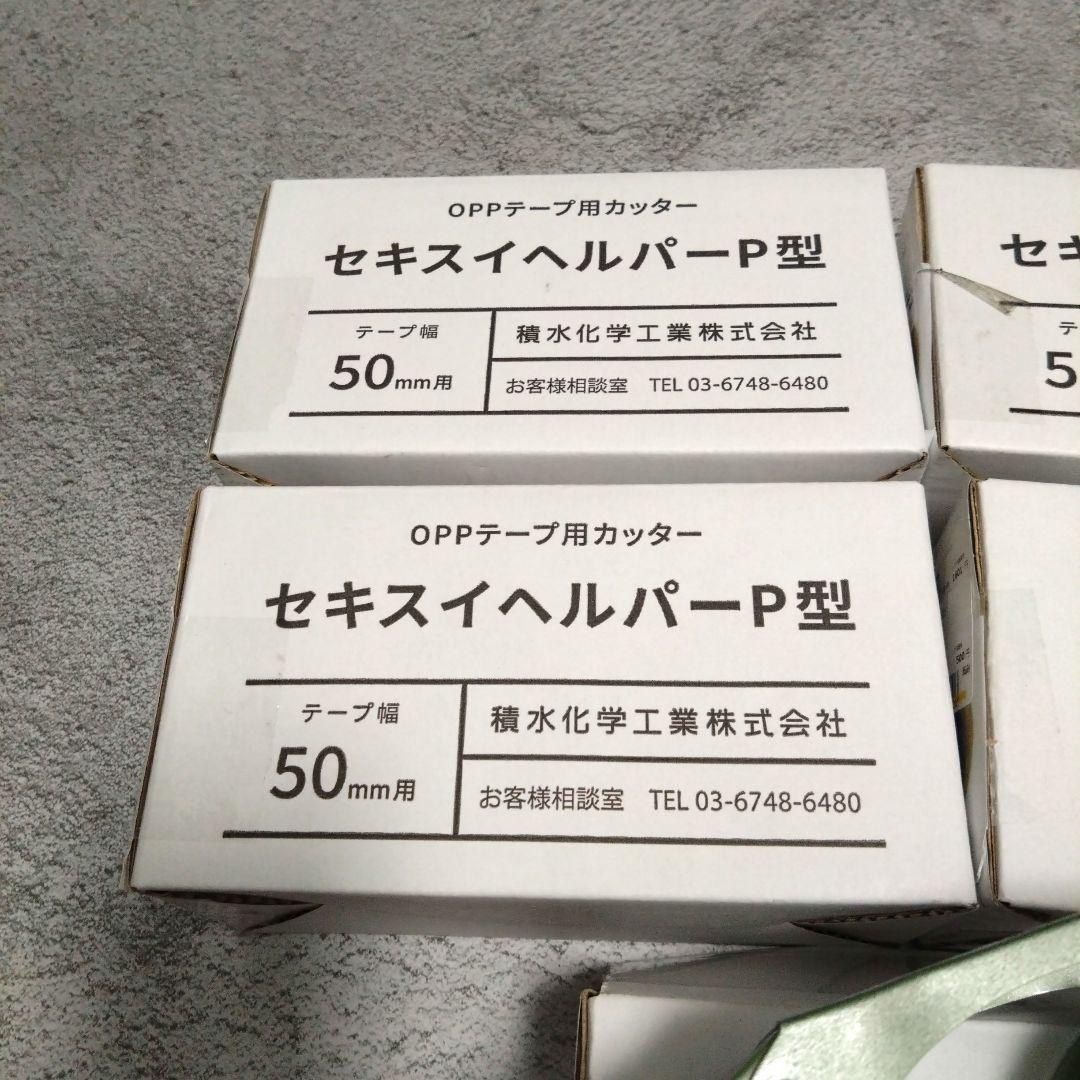 OPPテープ用カッター
セキスイヘルパーP型
テープ幅
50mm用
積水化学工業株式会社
お客様相談室 TEL 03-6748-6480
セキ
テ
5
OPPテープ用カッター
セキスイヘルパーP型
テープ幅
50mm用
積水化学工業株式会社
お客様相談室 TEL 03-6748-6480